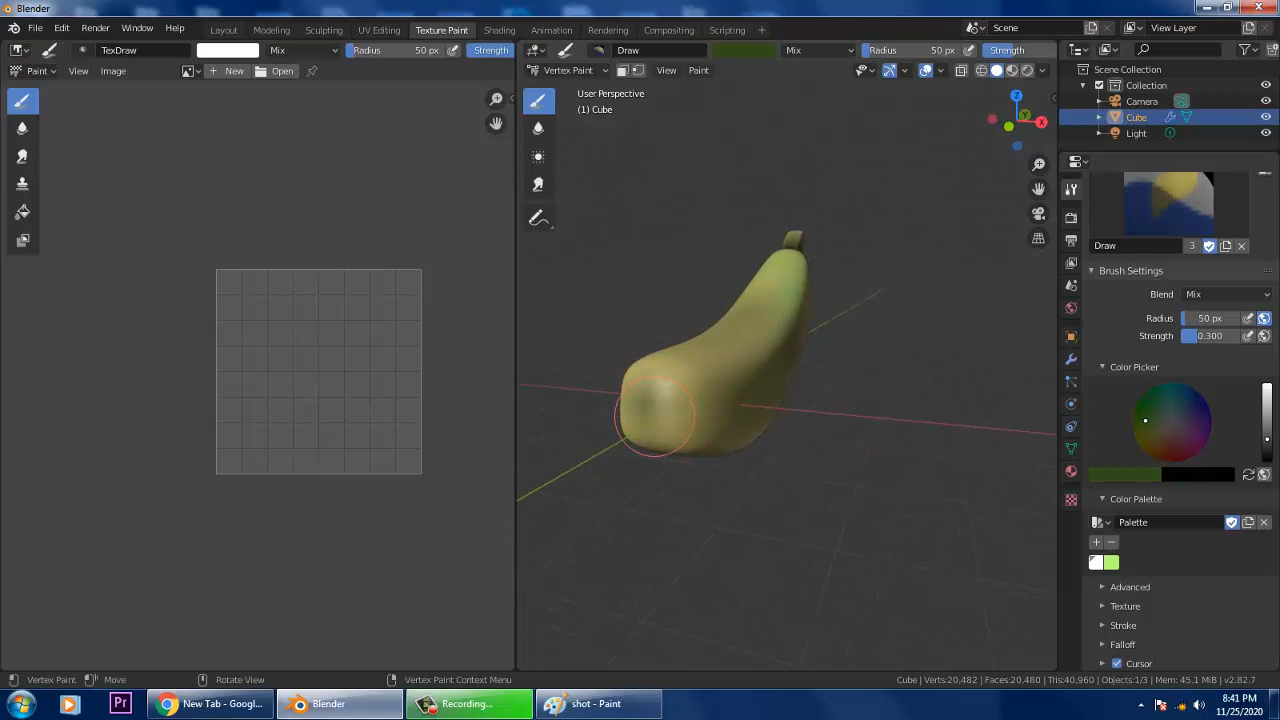 Blender
File Edit Render Window Help
Layout Modeling Sculpting UV Editing Texture Paint Shading Animation Rendering Compositing Scripting
Scene
View Layer
TexDraw Mix Radius 50 px Strength
Draw Mix Radius 50 px Strength
Paint View Image New Open
Vertex Paint View Paint
User Perspective
(1) Cube
Z
Y
X
Scene Collection
Collection
Camera
Cube
Light
Draw 3
Brush Settings
Blend Mix
Radius 50 px
Strength 0.300
Color Picker
Color Palette
Palette
Advanced
Texture
Stroke
Falloff
Cursor
Vertex Paint Move Rotate View Vertex Paint Context Menu
Cube | Verts:20,482 | Faces:20,480 | Tris:40,960 | Objects:1/3 | Mem: 45.1 MiB | v2.82.7
Pr
New Tab - Googl...
Blender
Recording...
shot - Paint
8:41 PM
11/25/2020